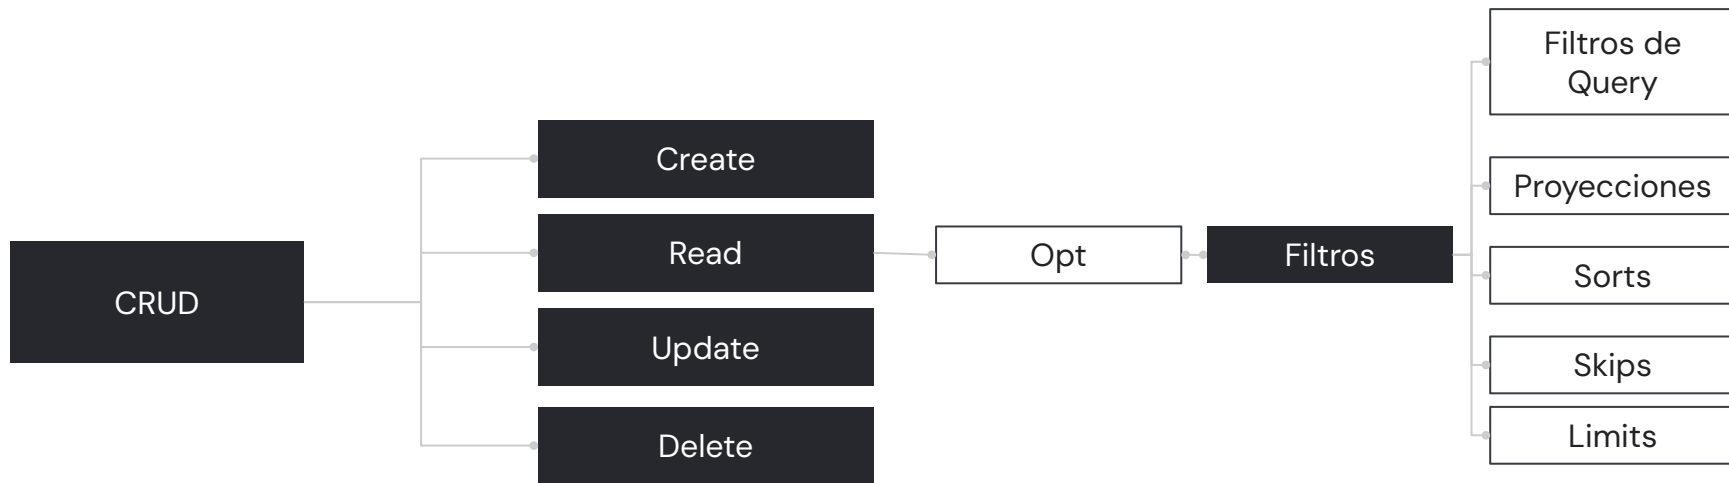 CRUD
Create
Read
Update
Delete
Opt
Filtros
Filtros de
Query
Proyecciones
Sorts
Skips
Limits